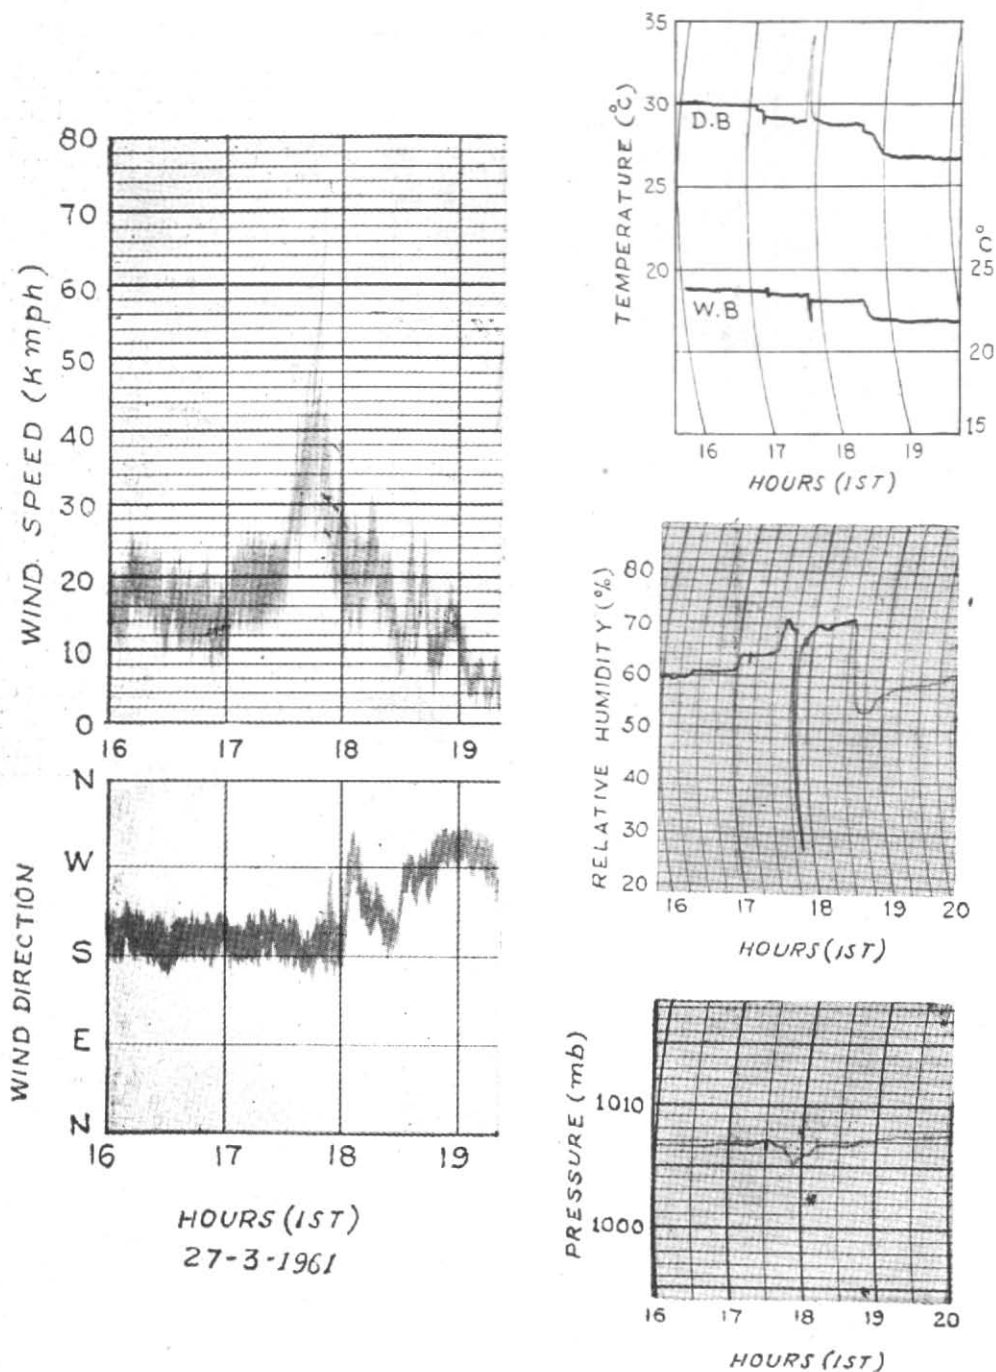 WIND SPEED (Kmph)
80
70
60
50
40
30
20
10
0
16 17 18 19
WIND DIRECTION
N
W
S
E
N
16 17 18 19
HOURS (IST)
27-3-1961
TEMPERATURE (°C)
35
30
25
20
D.B
W.B
°C
25
20
15
16 17 18 19
HOURS (IST)
RELATIVE HUMIDITY (%)
80
70
60
50
40
30
20
16 17 18 19 20
HOURS (IST)
PRESSURE (mb)
1010
1000
16 17 18 19 20
HOURS (IST)